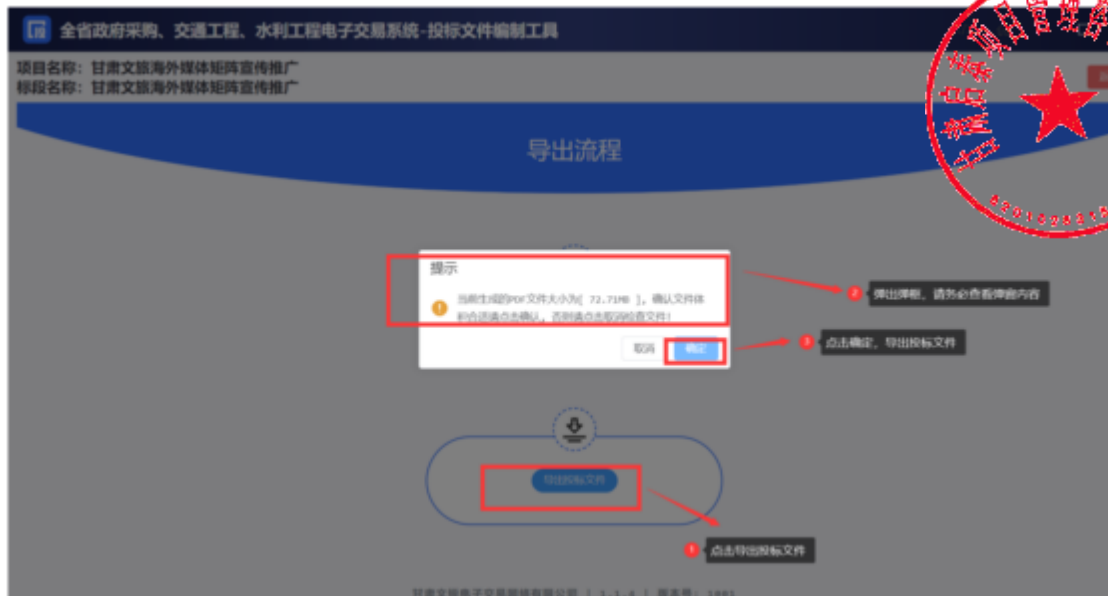 全省政府采购、交通工程、水利工程电子交易系统-投标文件编制工具
项目名称：甘肃文旅海外媒体矩阵宣传推广
标段名称：甘肃文旅海外媒体矩阵宣传推广
导出流程
提示
当前生成的PDF文件大小为[ 72.71MB ]，确认文件体
积合适请点击确认，否则请点击取消检查文件！
取消 确定
2 弹出弹框，请务必查看弹窗内容
3 点击确定，导出投标文件
导出投标文件
1 点击导出投标文件